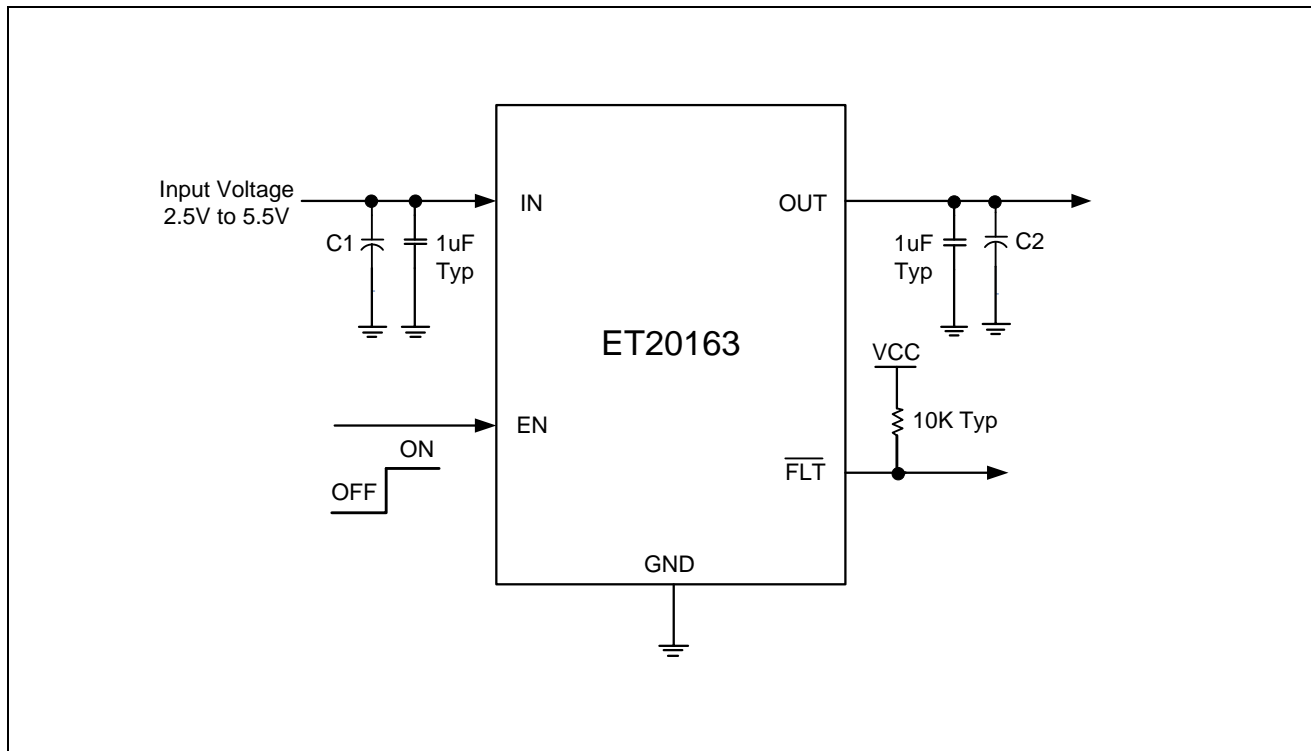 Input Voltage
2.5V to 5.5V
IN
OUT
C1
1uF
Typ
1uF
Typ
C2
ET20163
VCC
10K Typ
EN
ON
OFF
FLT
GND